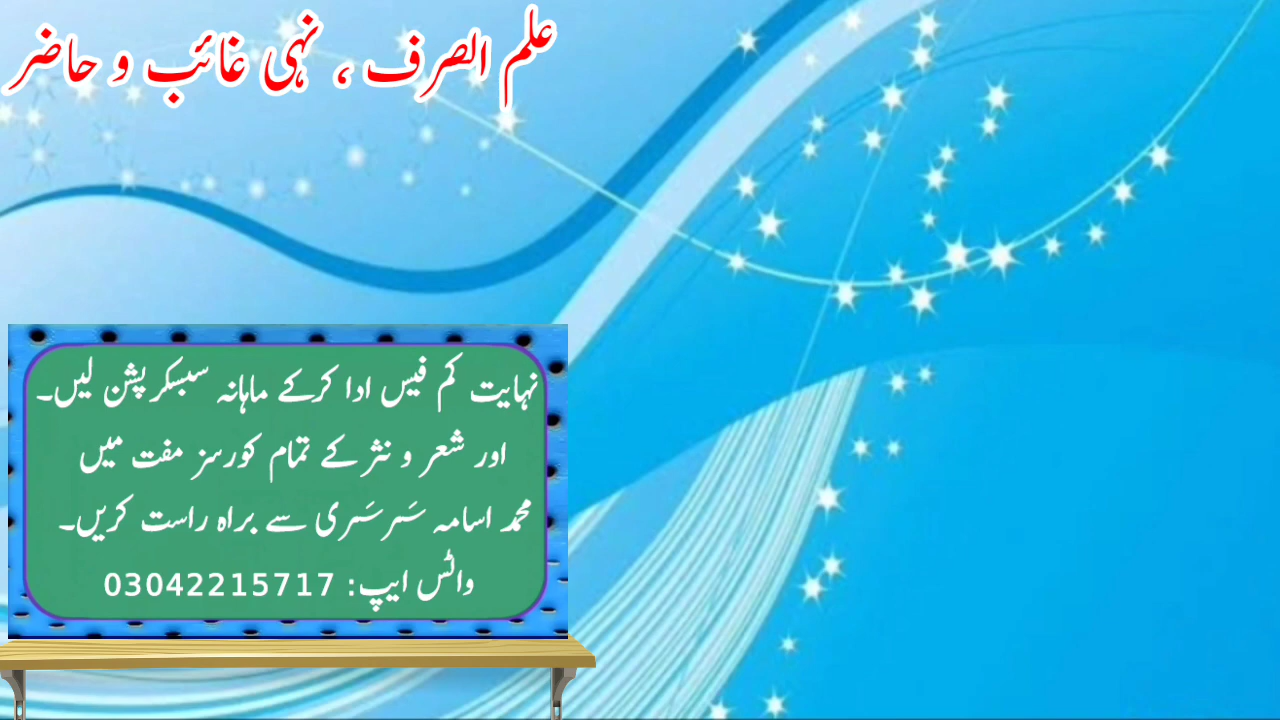 علم الصرف ، نہی غائب و حاضر
نہایت کم فیس ادا کرکے ماہانہ سبسکرپشن لیں۔
اور شعر و نثر کے تمام کورسز مفت میں
محمد اسامہ سَرسَری سے براہ راست کریں۔
واٹس ایپ: 03042215717